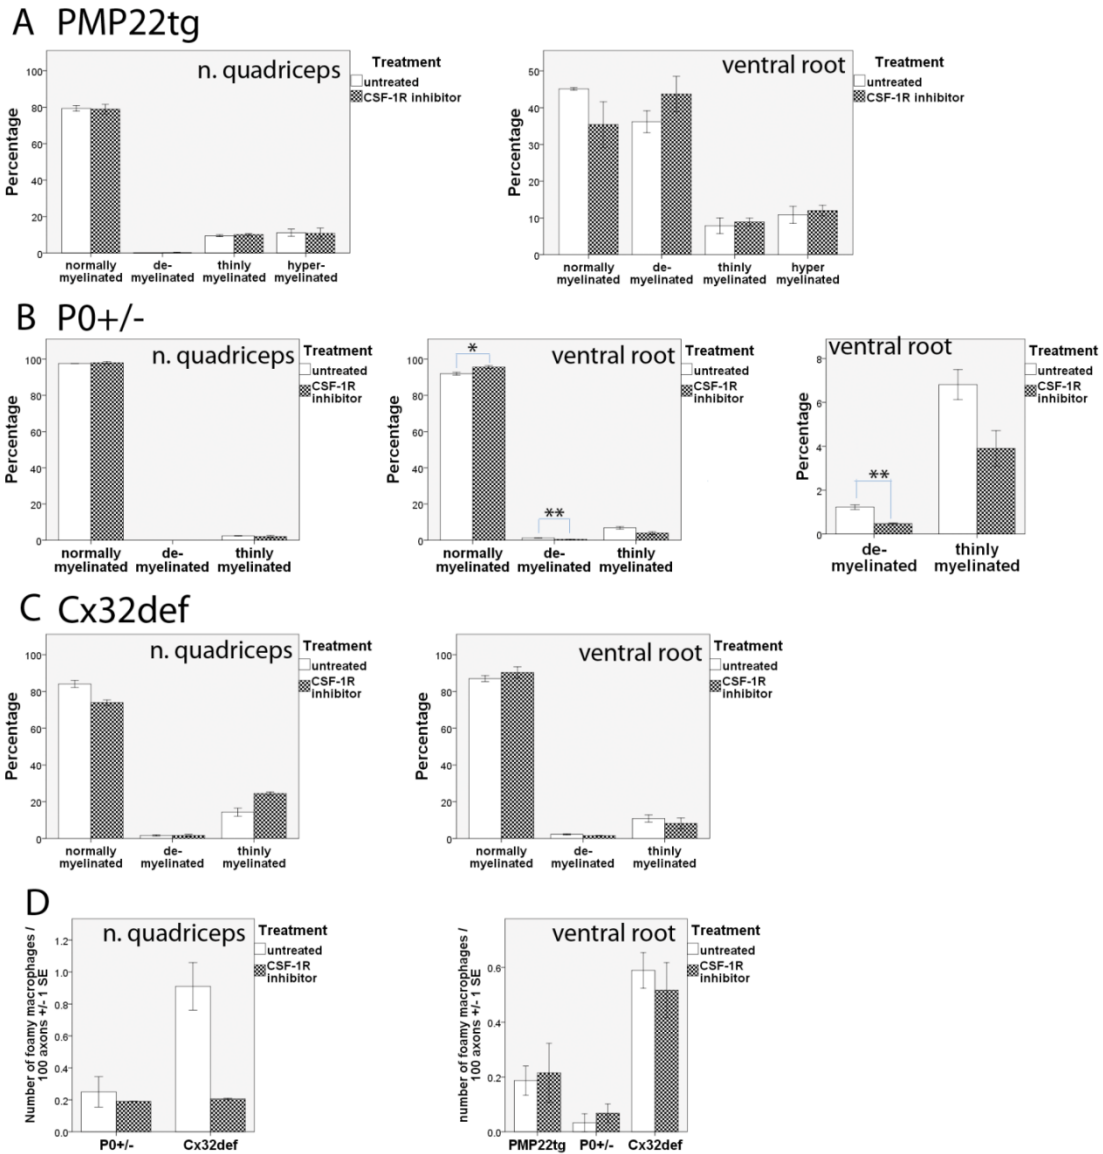 A PMP22tg
n. quadriceps
Treatment
untreated
CSF-1R inhibitor
Percentage
100
80
60
40
20
0
normally
myelinated
de-
myelinated
thinly
myelinated
hyper-
myelinated
ventral root
Treatment
untreated
CSF-1R inhibitor
Percentage
50
40
30
20
10
0
normally
myelinated
de-
myelinated
thinly
myelinated
hyper
myelinated
B P0+/-
n. quadriceps
Treatment
untreated
CSF-1R
inhibitor
Percentage
100
80
60
40
20
0
normally
myelinated
de-
myelinated
thinly
myelinated
ventral root
Treatment
untreated
CSF-1R
inhibitor
Percentage
100
80
60
40
20
0
*
**
normally
myelinated
de-
myelinated
thinly
myelinated
ventral root
Treatment
untreated
CSF-1R
inhibitor
Percentage
8
6
4
2
0
**
de-
myelinated
thinly
myelinated
C Cx32def
n. quadriceps
Treatment
untreated
CSF-1R
inhibitor
Percentage
100
80
60
40
20
0
normally
myelinated
de-
myelinated
thinly
myelinated
ventral root
Treatment
untreated
CSF-1R
inhibitor
Percentage
100
80
60
40
20
0
normally
myelinated
de-
myelinated
thinly
myelinated
D
n. quadriceps
Treatment
untreated
CSF-1R
inhibitor
Number of foamy macrophages /
100 axons +/- 1 SE
1.2
1.0
0.8
0.6
0.4
0.2
0.0
P0+/-
Cx32def
ventral root
Treatment
untreated
CSF-1R
inhibitor
number of foamy macrophages /
100 axons +/- 1 SE
0.6
0.4
0.2
0.0
PMP22tg
P0+/-
Cx32def